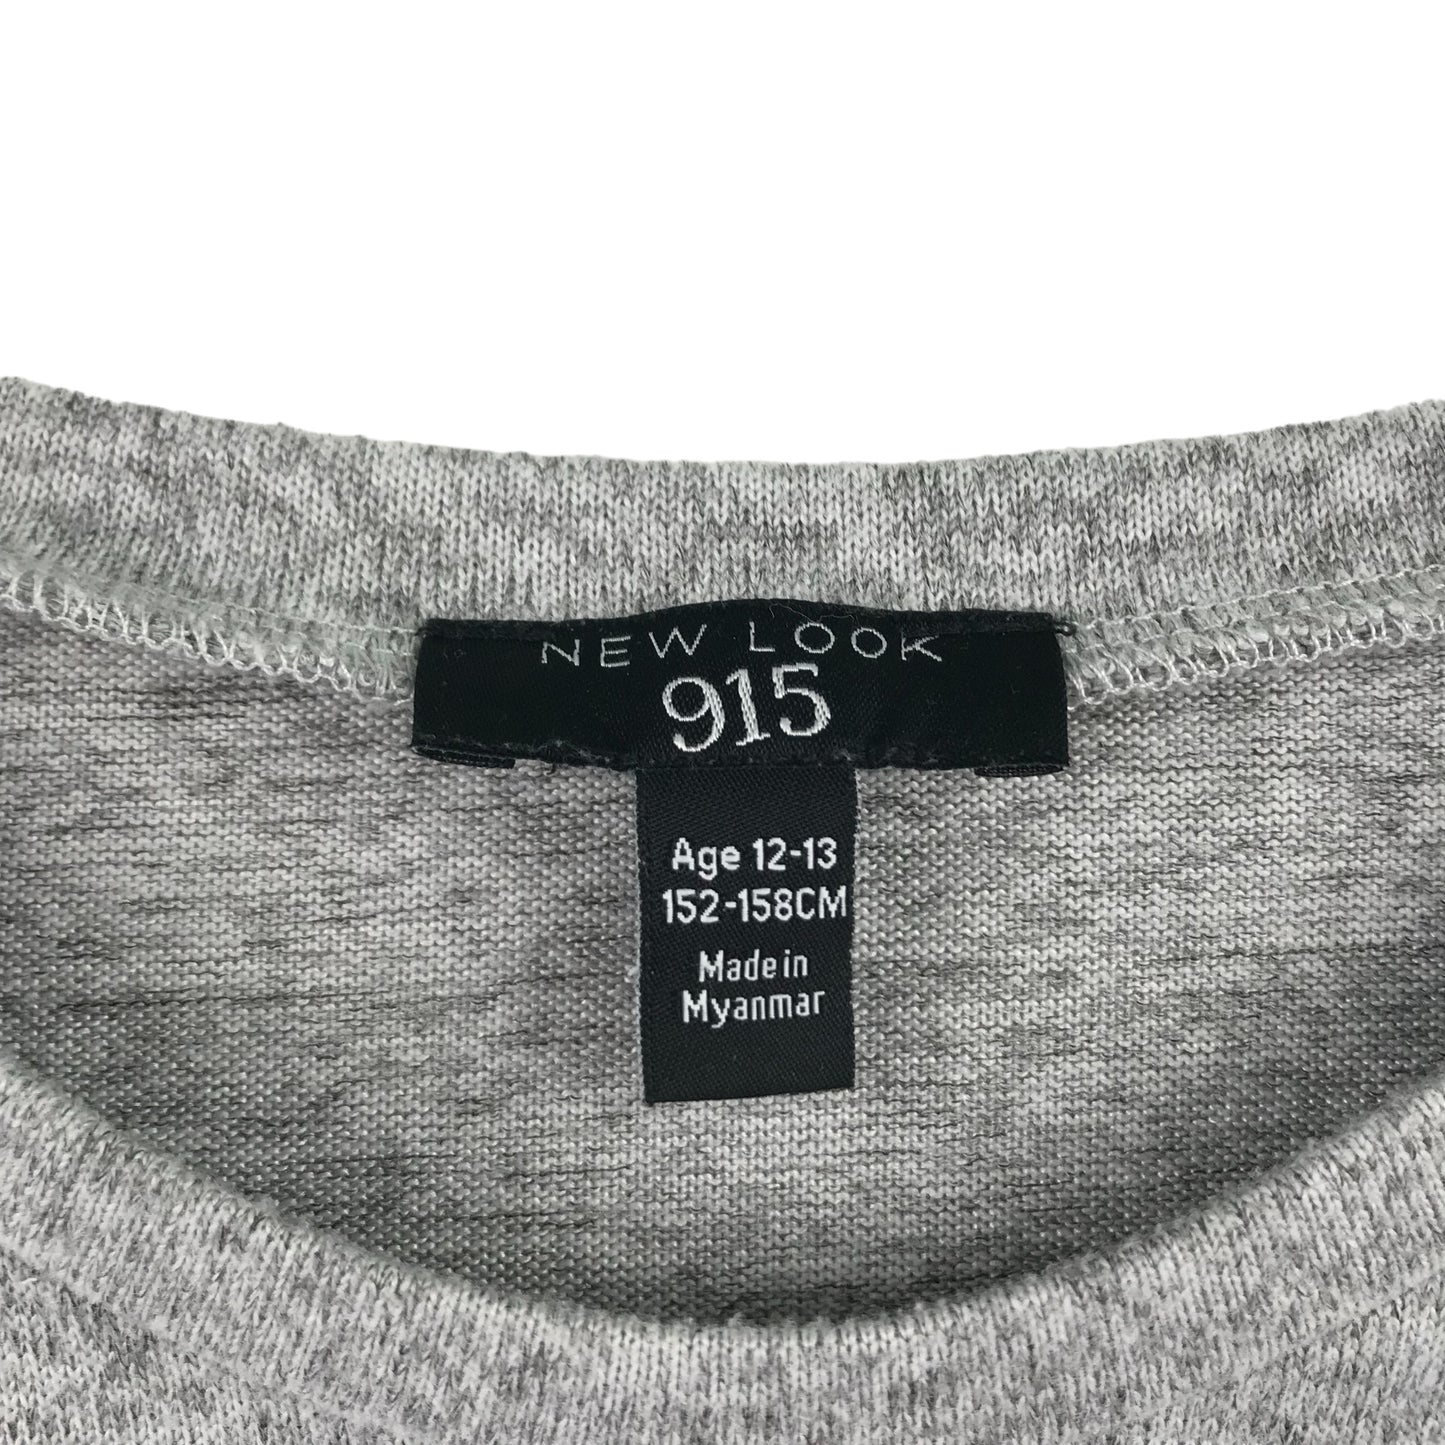 NEW LOOK
915
Age 12-13
152-158CM
Made in
Myanmar